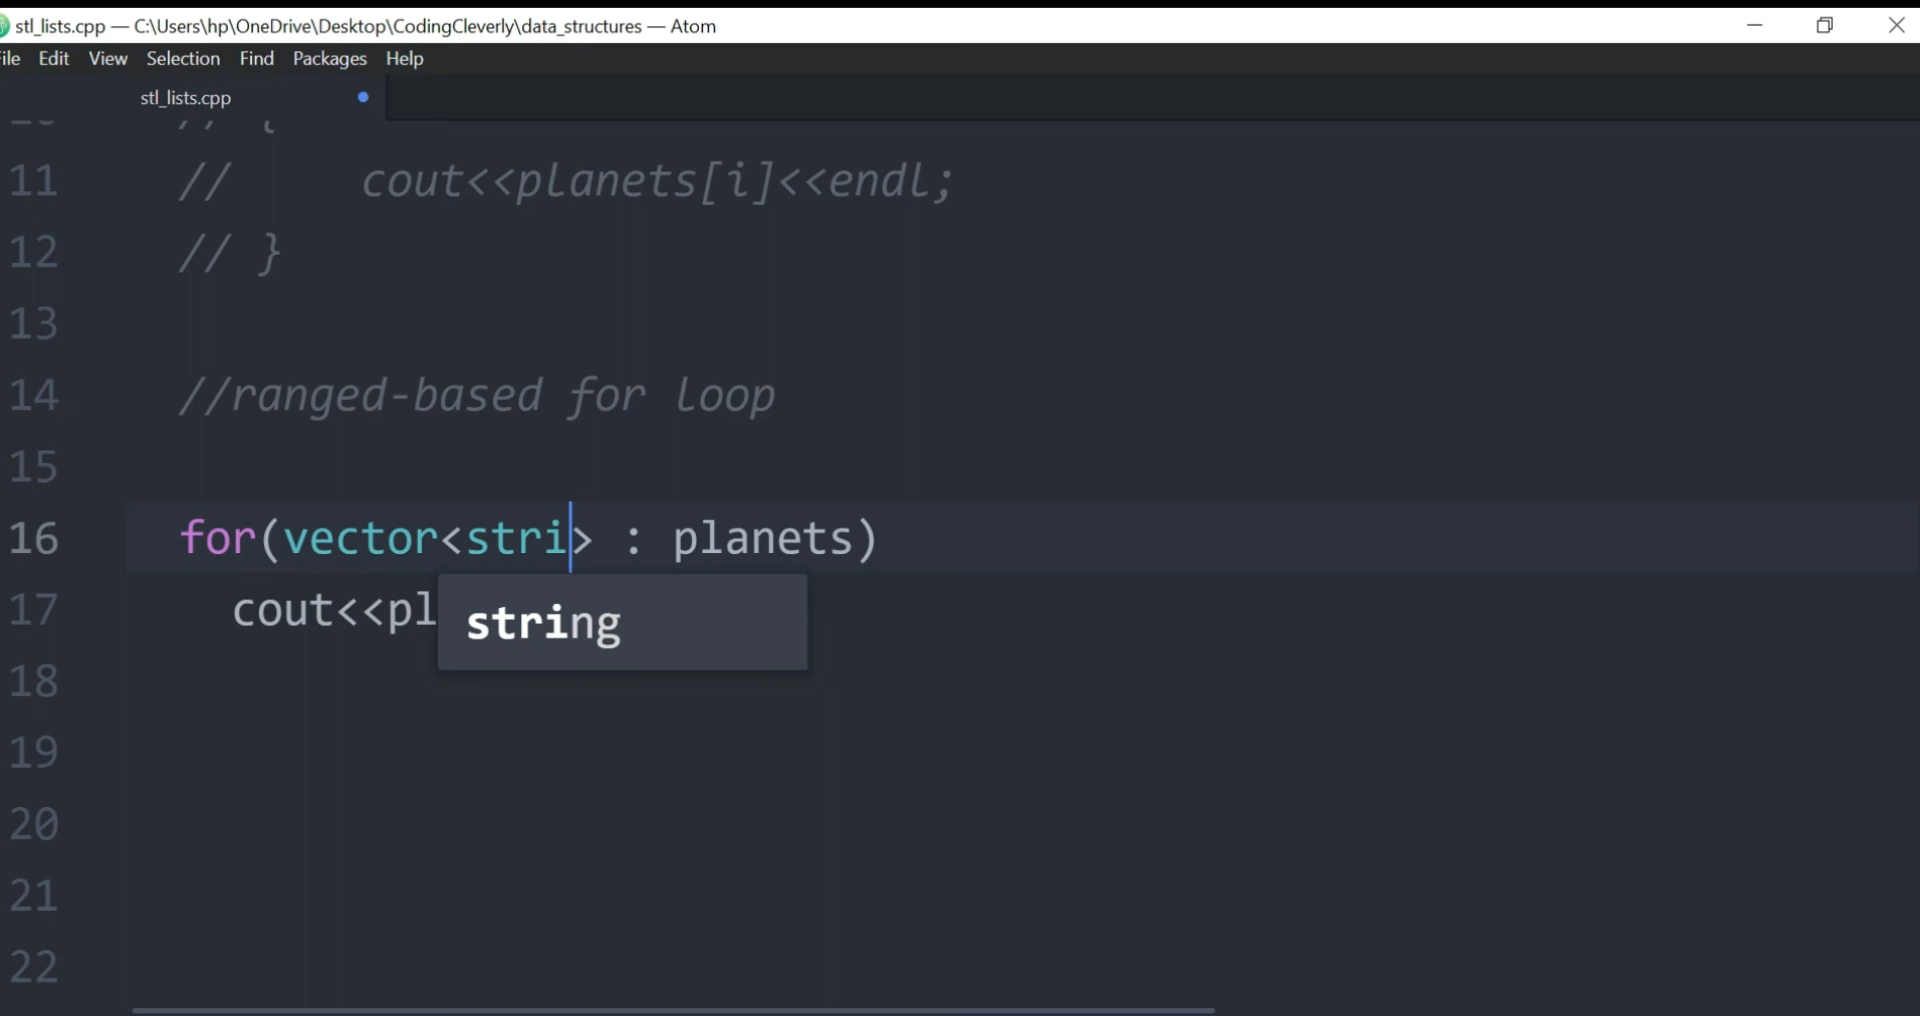 stl_lists.cpp — C:\Users\hp\OneDrive\Desktop\CodingCleverly\data_structures — Atom
File Edit View Selection Find Packages Help
stl_lists.cpp
10 // {
11 // cout<<planets[i]<<endl;
12 // }
13
14 //ranged-based for loop
15
16 for(vector<stri> : planets)
17 cout<<pl
string
18
19
20
21
22